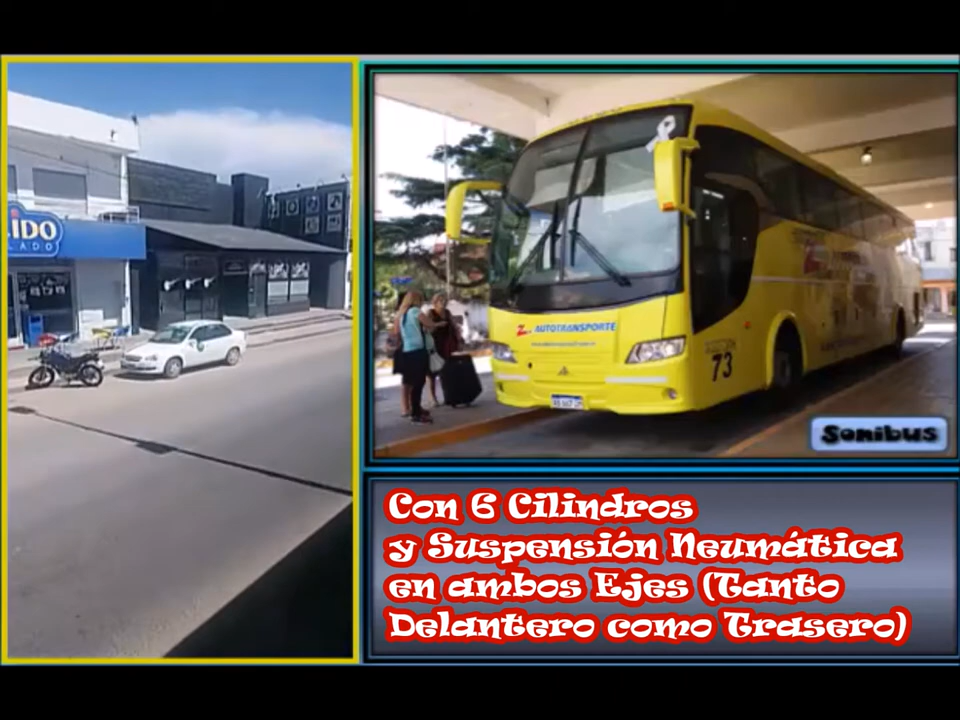 AUTOTRANSPORTE
73
Sonibus
Con 6 Cilindros
y Suspensión Neumática
en ambos Ejes (Tanto
Delantero como Trasero)